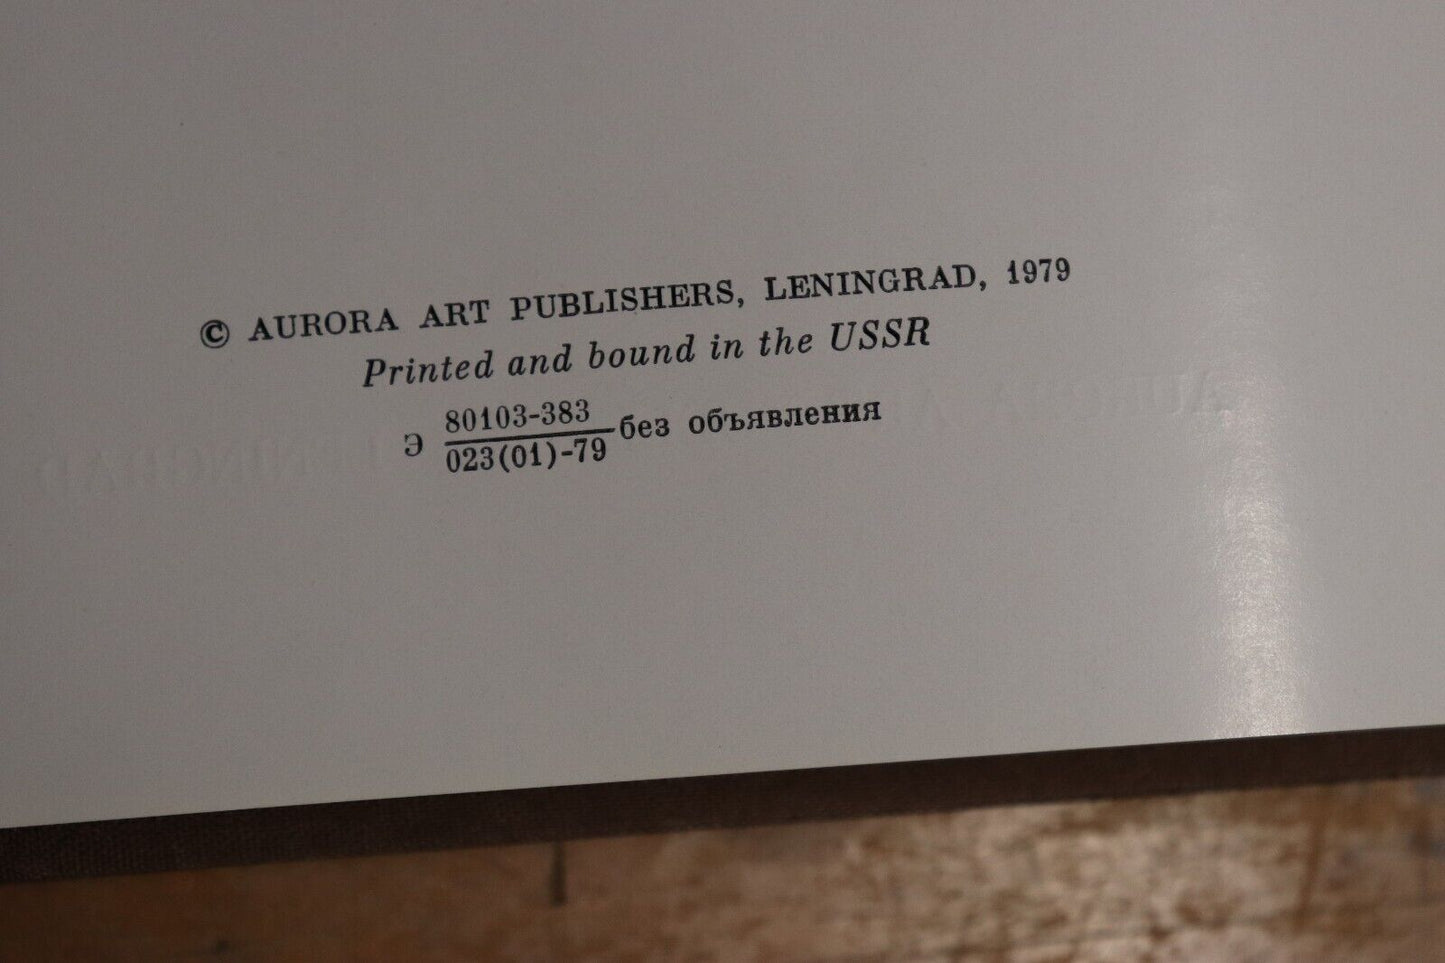 © AURORA ART PUBLISHERS, LENINGRAD, 1979
Printed and bound in the USSR
Э 80103-383
023(01)-79 без объявления